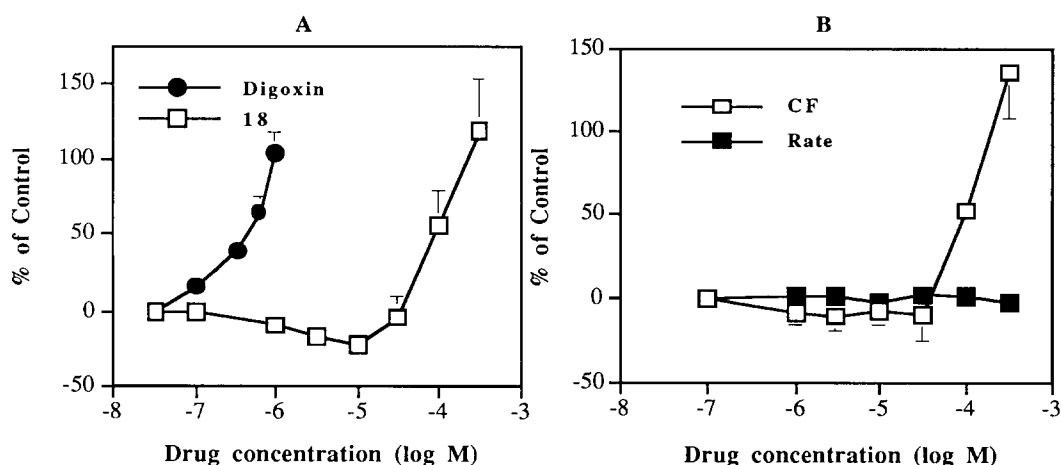 A
Digoxin
18
% of Control
150
100
50
0
-50
-8
-7
-6
-5
-4
-3
Drug concentration (log M)
B
CF
Rate
% of Control
150
100
50
0
-50
-8
-7
-6
-5
-4
-3
Drug concentration (log M)